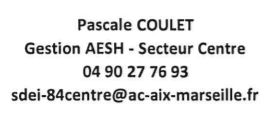 Pascale COULET
Gestion AESH - Secteur Centre
04 90 27 76 93
sdei-84centre@ac-aix-marseille.fr